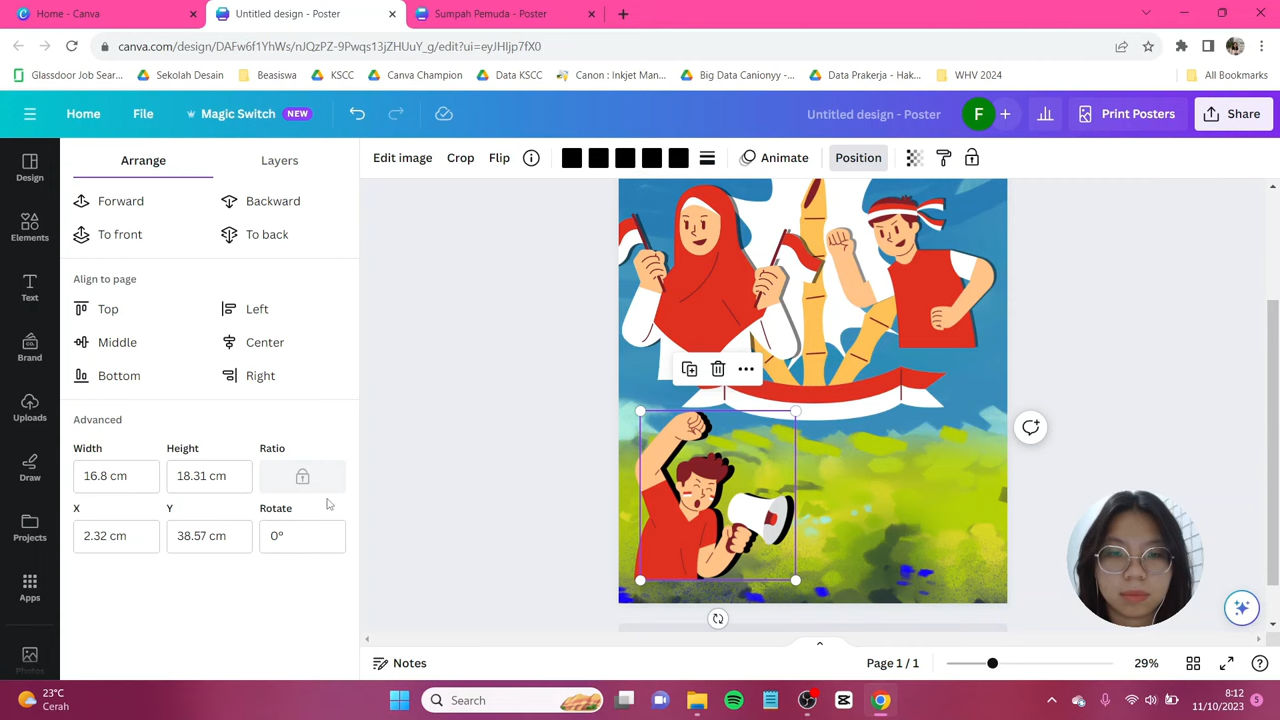 Home - Canva
Untitled design - Poster
Sumpah Pemuda - Poster
canva.com/design/DAFw6f1YhWs/nJQzPZ-9Pwqs13jZHUuY_g/edit?ui=eyJHIjp7fX0
Glassdoor Job Sear...
Sekolah Desain
Beasiswa
KSCC
Canva Champion
Data KSCC
Canon : Inkjet Man...
Big Data Canionyy -...
Data Prakerja - Hak...
WHV 2024
All Bookmarks
Home
File
Magic Switch
NEW
Untitled design - Poster
F
Print Posters
Share
Design
Elements
Text
Brand
Uploads
Draw
Projects
Apps
Photos
Arrange
Layers
Forward
Backward
To front
To back
Align to page
Top
Left
Middle
Center
Bottom
Right
Advanced
Width
Height
Ratio
16.8 cm
18.31 cm
X
Y
Rotate
2.32 cm
38.57 cm
0°
Edit image
Crop
Flip
Animate
Position
Notes
Page 1 / 1
29%
23°C
Cerah
Search
8:12
11/10/2023
5